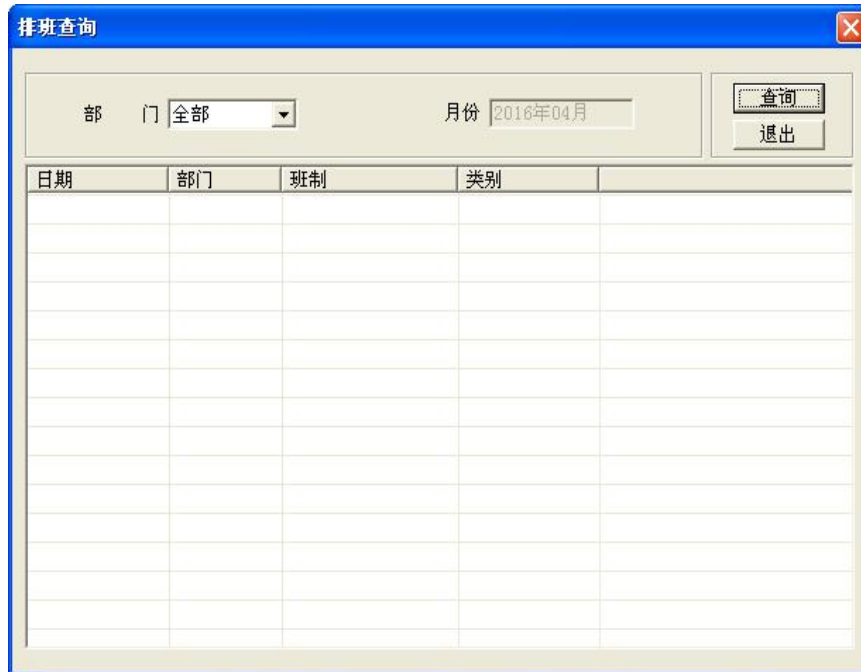 排班查询
部 门 全部 月份 2016年04月 查询
退出
日期 部门 班制 类别